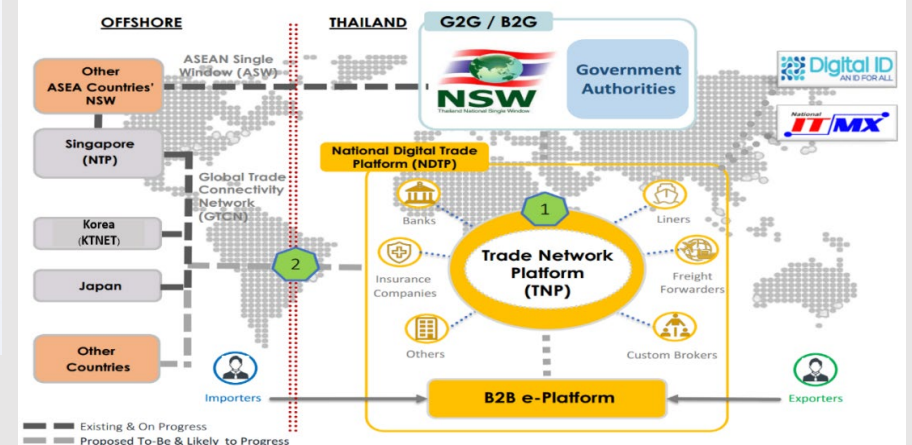 OFFSHORE
THAILAND
G2G / B2G
Other
ASEA Countries'
NSW
ASEAN Single
Window (ASW)
NSW
Thailand National Single Window
Government
Authorities
Digital ID
AN ID FOR ALL
National
ITMX
Singapore
(NTP)
National Digital Trade
Platform (NDTP)
Global Trade
Connectivity
Network
(GTCN)
Korea
(KTNET)
Japan
Other
Countries
2
1
Banks
Liners
Insurance
Companies
Trade Network
Platform
(TNP)
Freight
Forwarders
Others
Custom Brokers
Importers
B2B e-Platform
Exporters
Existing & On Progress
Proposed To-Be & Likely to Progress